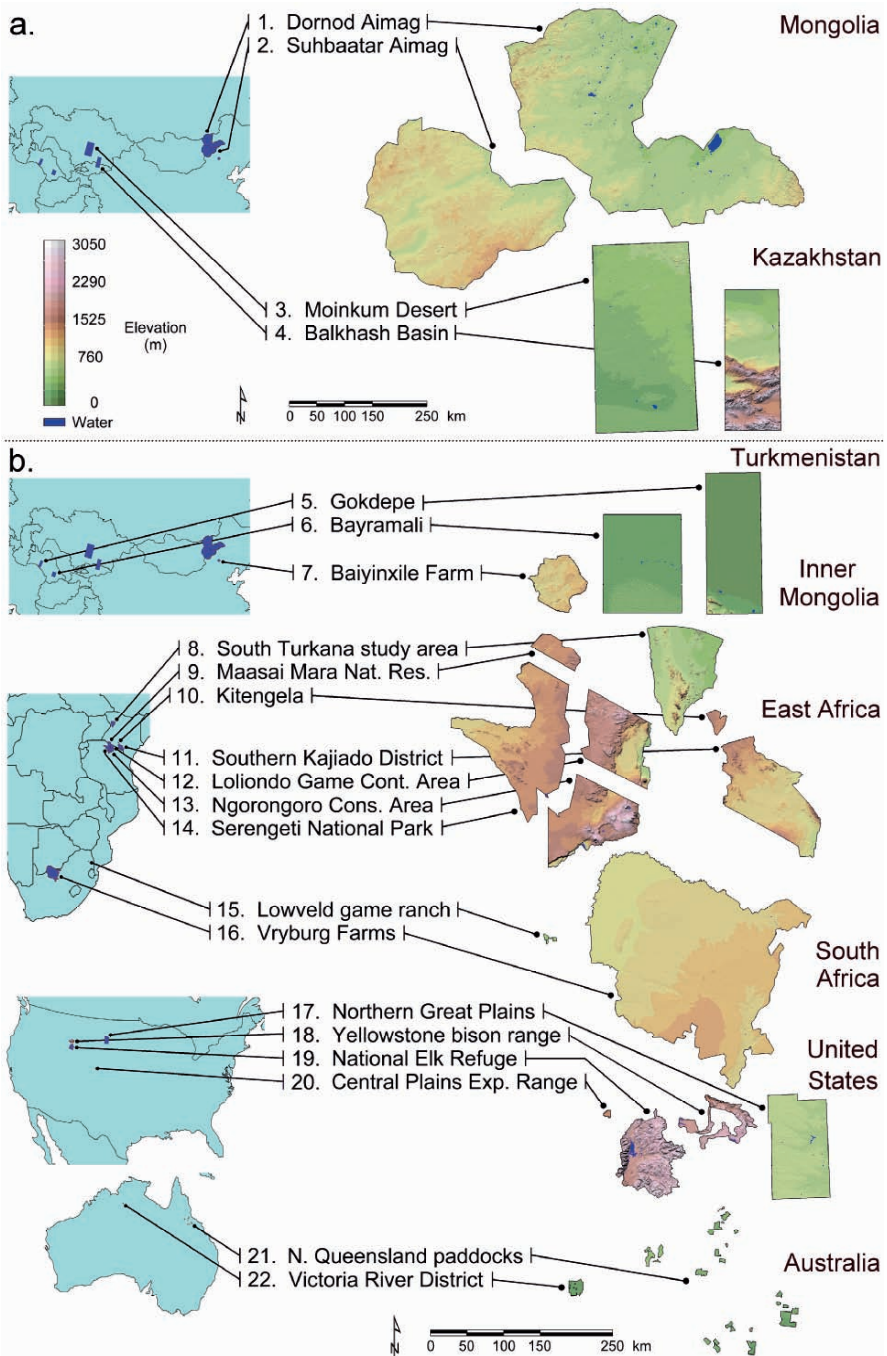 a.
1. Dornod Aimag
2. Suhbaatar Aimag
Mongolia
3050
2290
1525
760
0
Elevation
(m)
Water
Kazakhstan
3. Moinkum Desert
4. Balkhash Basin
N
0 50 100 150 200 250 km
b.
Turkmenistan
5. Gokdepe
6. Bayramali
7. Baiyinxile Farm
Inner
Mongolia
8. South Turkana study area
9. Maasai Mara Nat. Res.
10. Kitengela
East Africa
11. Southern Kajiado District
12. Loliondo Game Cont. Area
13. Ngorongoro Cons. Area
14. Serengeti National Park
15. Lowveld game ranch
16. Vryburg Farms
South
Africa
17. Northern Great Plains
18. Yellowstone bison range
19. National Elk Refuge
20. Central Plains Exp. Range
United
States
21. N. Queensland paddocks
22. Victoria River District
Australia
N
0 50 100 150 200 250 km